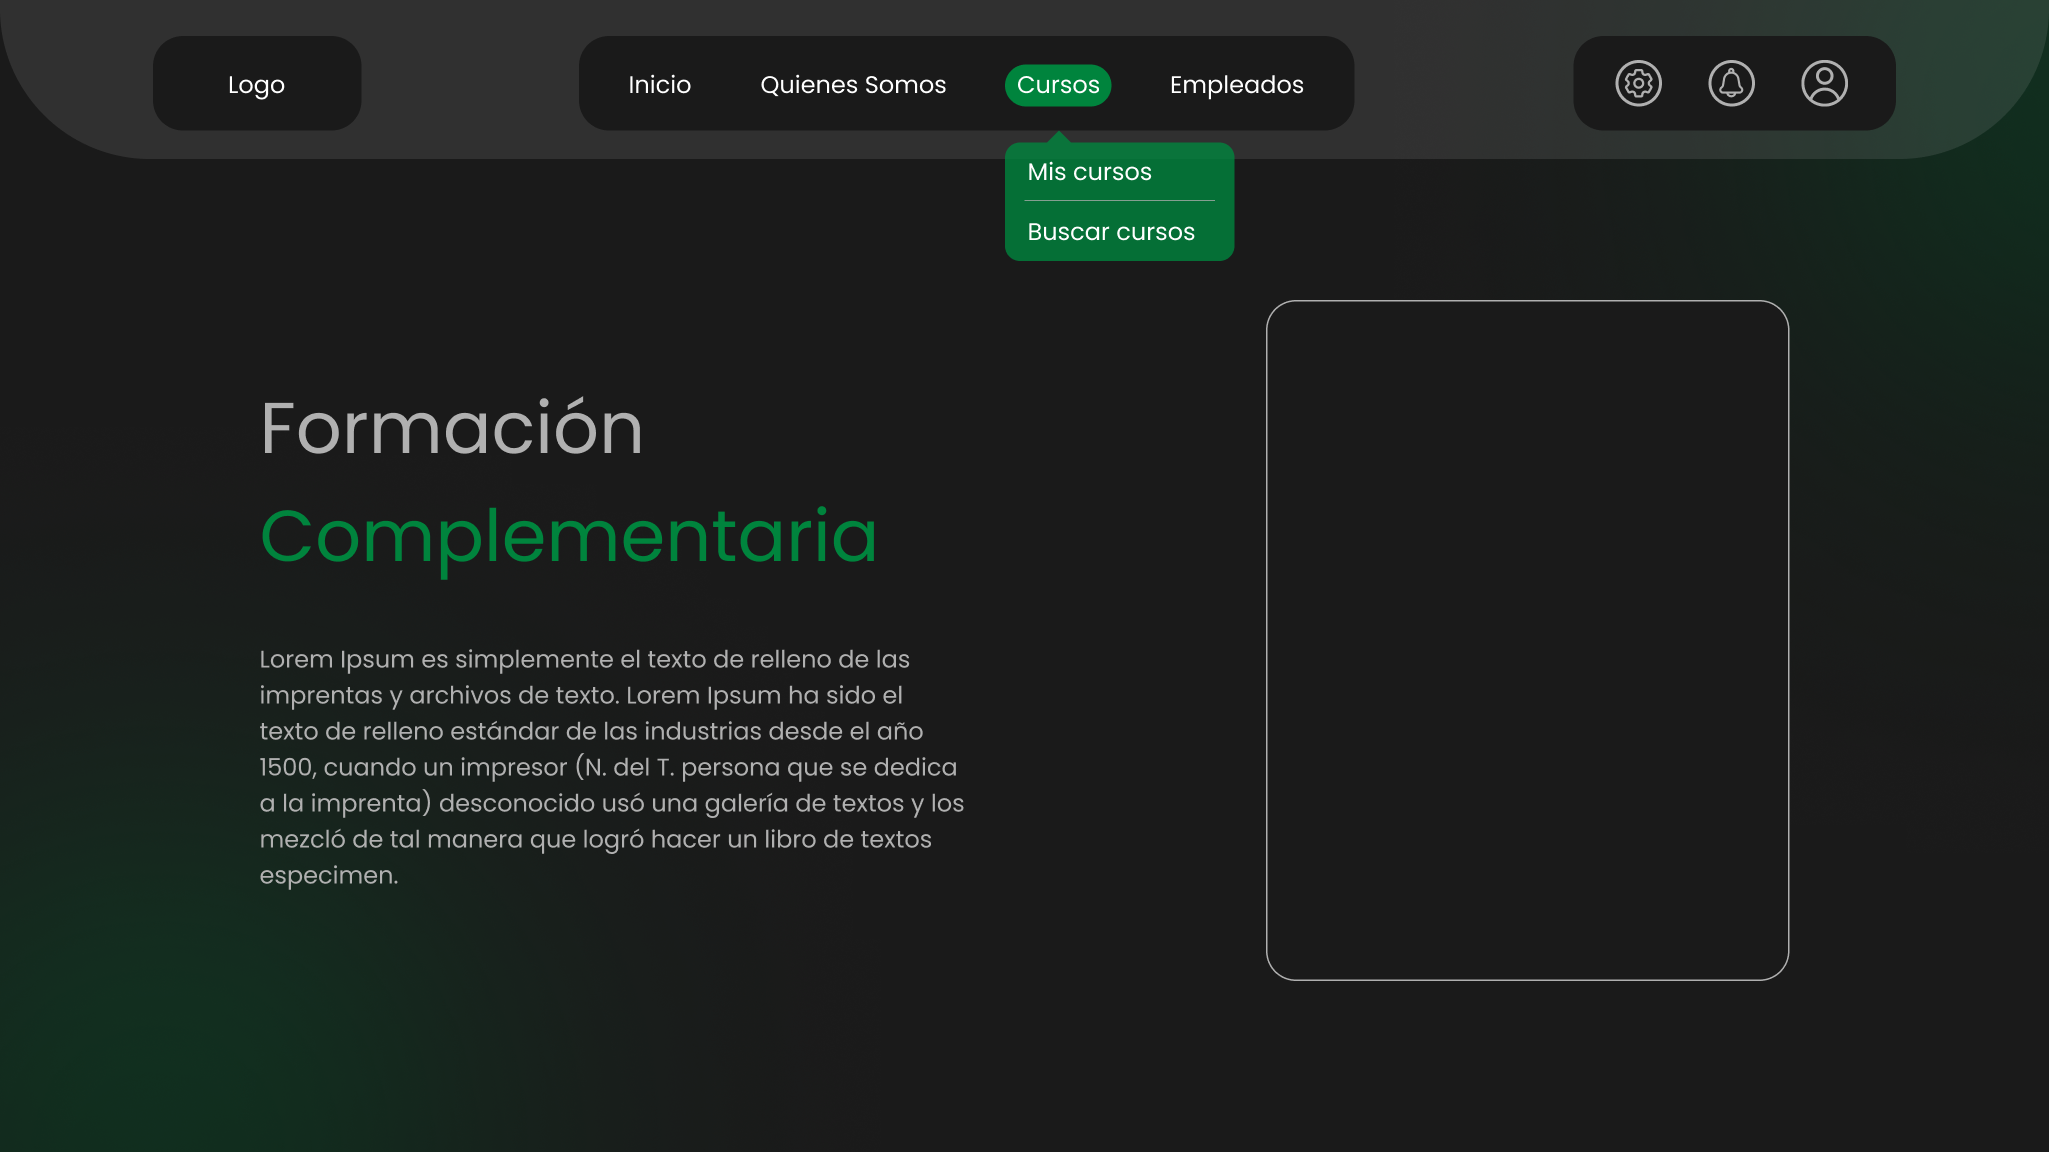 Logo
Inicio
Quienes Somos
Cursos
Empleados
Mis cursos
Buscar cursos
Formación
Complementaria
Lorem Ipsum es simplemente el texto de relleno de las
imprentas y archivos de texto. Lorem Ipsum ha sido el
texto de relleno estándar de las industrias desde el año
1500, cuando un impresor (N. del T. persona que se dedica
a la imprenta) desconocido usó una galería de textos y los
mezcló de tal manera que logró hacer un libro de textos
especimen.